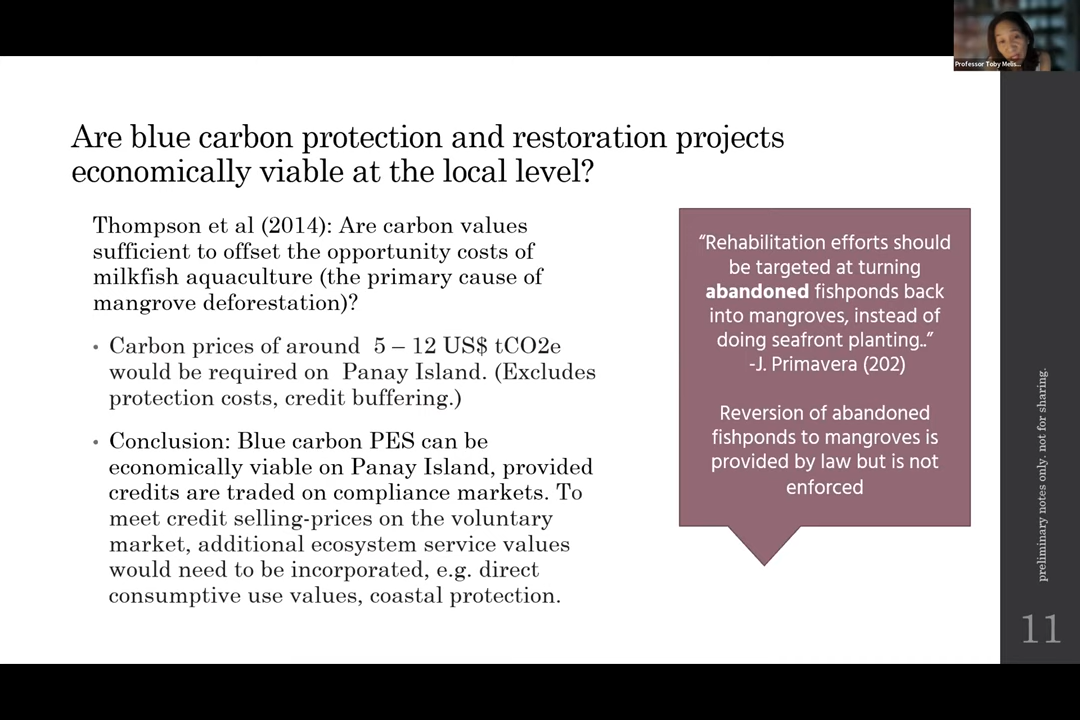 Professor Toby Melis...
Are blue carbon protection and restoration projects
economically viable at the local level?
Thompson et al (2014): Are carbon values
sufficient to offset the opportunity costs of
milkfish aquaculture (the primary cause of
mangrove deforestation)?
• Carbon prices of around 5 – 12 US$ tCO2e
would be required on Panay Island. (Excludes
protection costs, credit buffering.)
• Conclusion: Blue carbon PES can be
economically viable on Panay Island, provided
credits are traded on compliance markets. To
meet credit selling-prices on the voluntary
market, additional ecosystem service values
would need to be incorporated, e.g. direct
consumptive use values, coastal protection.
“Rehabilitation efforts should
be targeted at turning
abandoned fishponds back
into mangroves, instead of
doing seafront planting..”
-J. Primavera (202)
Reversion of abandoned
fishponds to mangroves is
provided by law but is not
enforced
preliminary notes only. not for sharing.
11